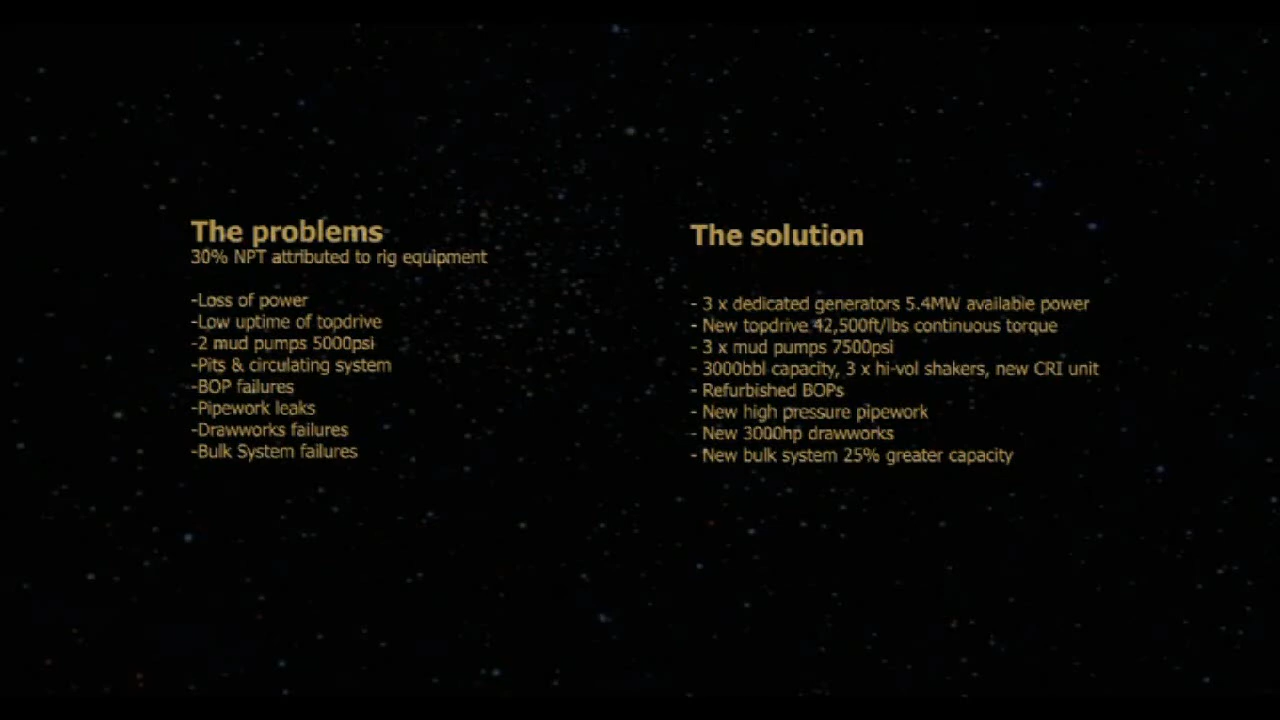 The problems
30% NPT attributed to rig equipment
-Loss of power
-Low uptime of topdrive
-2 mud pumps 5000psi
-Pits & circulating system
-BOP failures
-Pipework leaks
-Drawworks failures
-Bulk System failures
The solution
- 3 x dedicated generators 5.4MW available power
- New topdrive 42,500ft/lbs continuous torque
- 3 x mud pumps 7500psi
- 3000bbl capacity, 3 x hi-vol shakers, new CRI unit
- Refurbished BOPs
- New high pressure pipework
- New 3000hp drawworks
- New bulk system 25% greater capacity